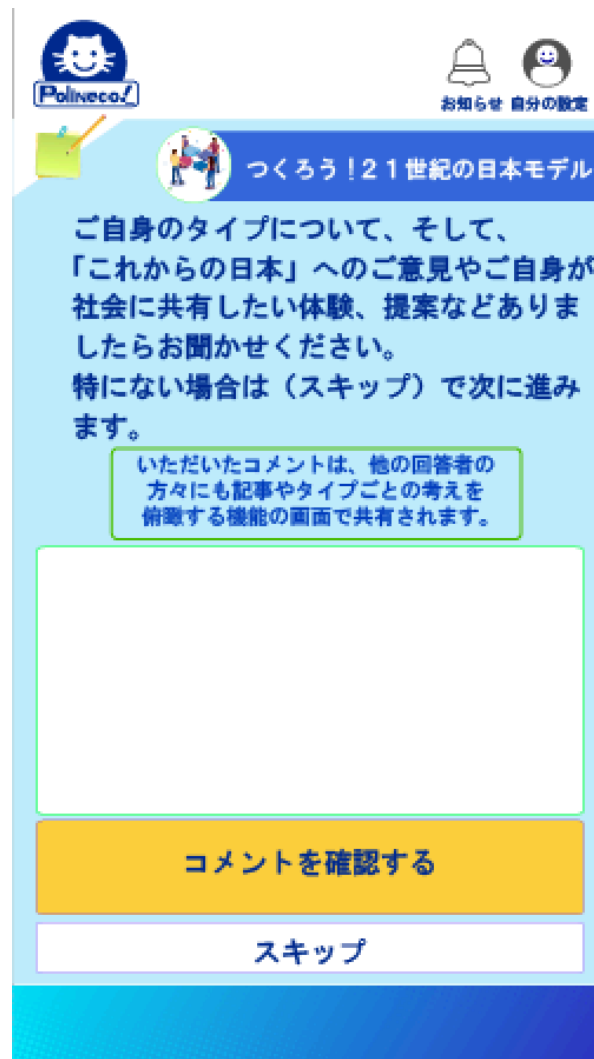 Polineco!
お知らせ 自分の設定
つくろう！２１世紀の日本モデル
ご自身のタイプについて、そして、
「これからの日本」へのご意見やご自身が
社会に共有したい体験、提案などありま
したらお聞かせください。
特にない場合は（スキップ）で次に進み
ます。
いただいたコメントは、他の回答者の
方々にも記事やタイプごとの考えを
俯瞰する機能の画面で共有されます。
コメントを確認する
スキップ